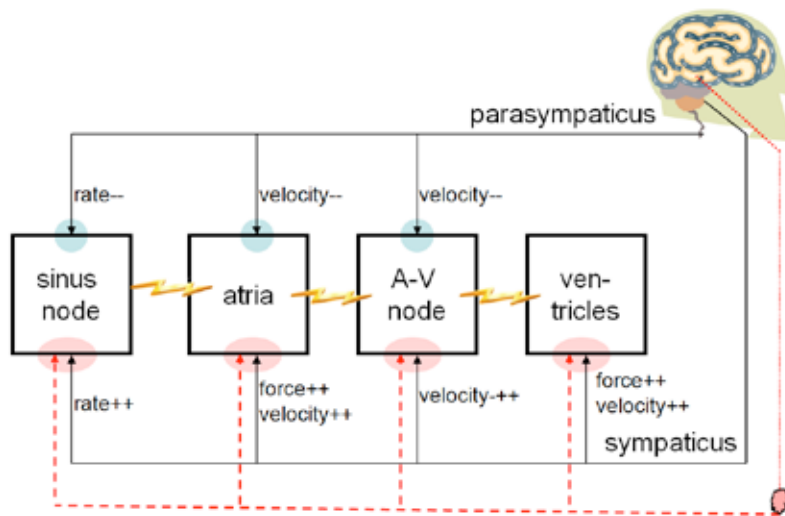 parasympaticus
rate--
velocity--
velocity--
sinus
node
atria
A-V
node
ven-
tricles
rate++
force++
velocity++
velocity-++
force++
velocity++
sympaticus